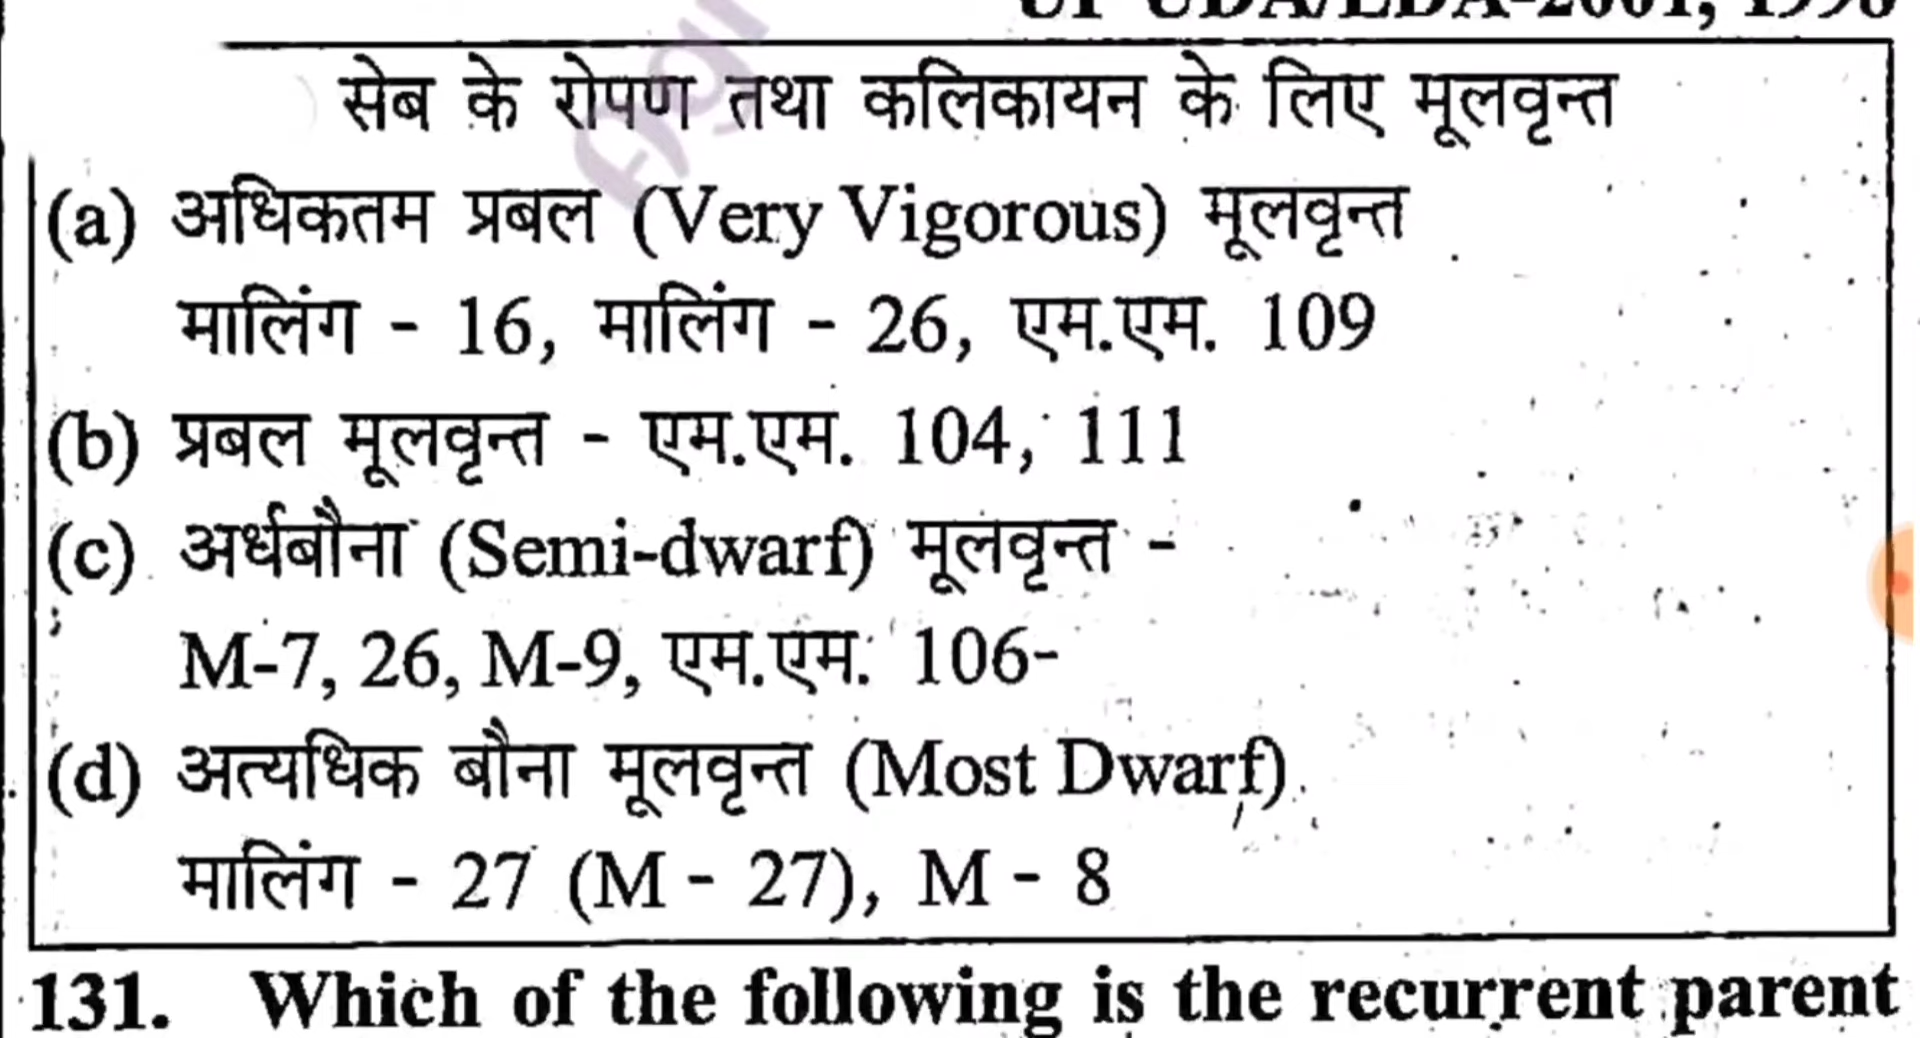 सेब के रोपण तथा कलिकायन के लिए मूलवृन्त
(a) अधिकतम प्रबल (Very Vigorous) मूलवृन्त
मालिंग - 16, मालिंग - 26, एम.एम. 109
(b) प्रबल मूलवृन्त - एम.एम. 104, 111
(c) अर्धबौना (Semi-dwarf) मूलवृन्त -
M-7, 26, M-9, एम.एम. 106-
(d) अत्यधिक बौना मूलवृन्त (Most Dwarf)
मालिंग - 27 (M - 27), M - 8
131. Which of the following is the recurrent parent